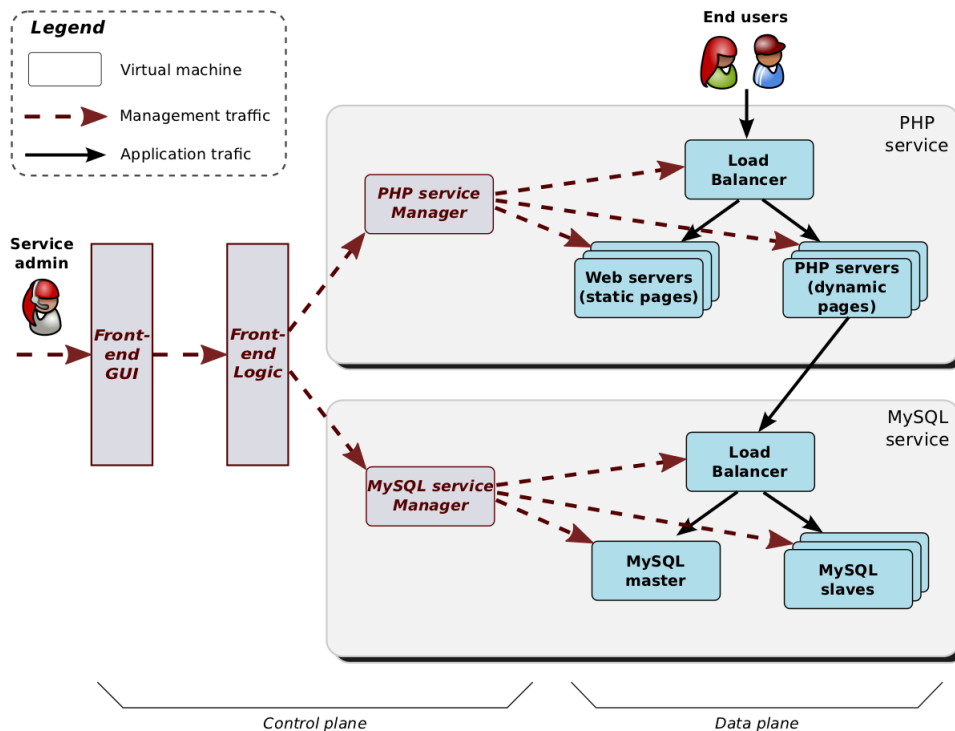 Legend
Virtual machine
Management traffic
Application trafic
End users
PHP
service
Load
Balancer
PHP service
Manager
Web servers
(static pages)
PHP servers
(dynamic
pages)
Service
admin
Front-
end
GUI
Front-
end
Logic
MySQL
service
Load
Balancer
MySQL service
Manager
MySQL
master
MySQL
slaves
Control plane
Data plane